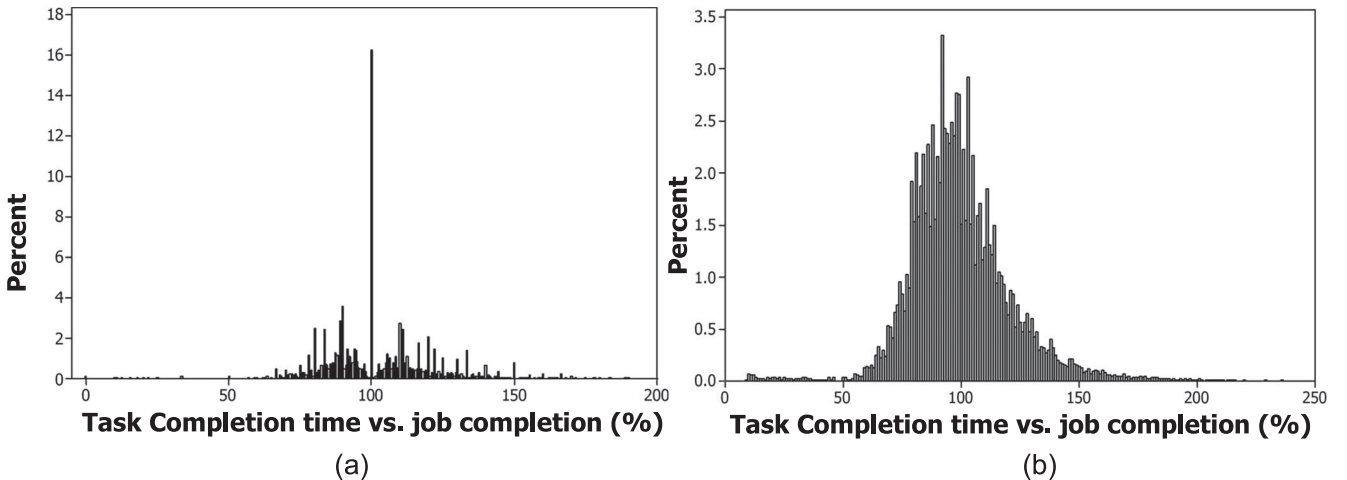 18
16
14
12
10
8
6
4
2
0
Percent
0 50 100 150 200
Task Completion time vs. job completion (%)
(a)
3.5
3.0
2.5
2.0
1.5
1.0
0.5
0.0
Percent
0 50 100 150 200 250
Task Completion time vs. job completion (%)
(b)